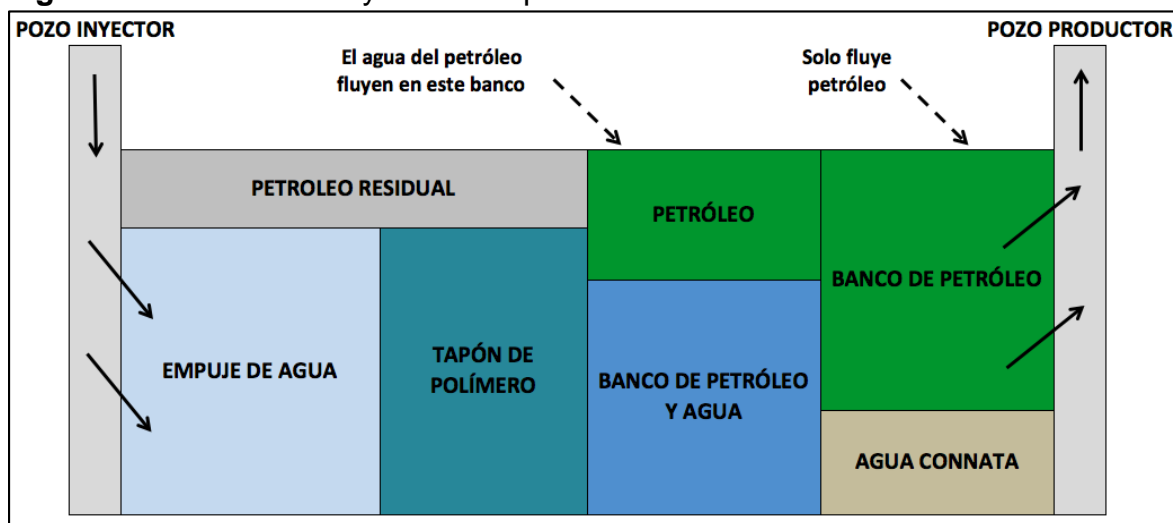 POZO INYECTOR
POZO PRODUCTOR
El agua del petróleo
fluyen en este banco
Solo fluye
petróleo
PETROLEO RESIDUAL
PETRÓLEO
BANCO DE PETRÓLEO
EMPUJE DE AGUA
TAPÓN DE
POLÍMERO
BANCO DE PETRÓLEO
Y AGUA
AGUA CONNATA